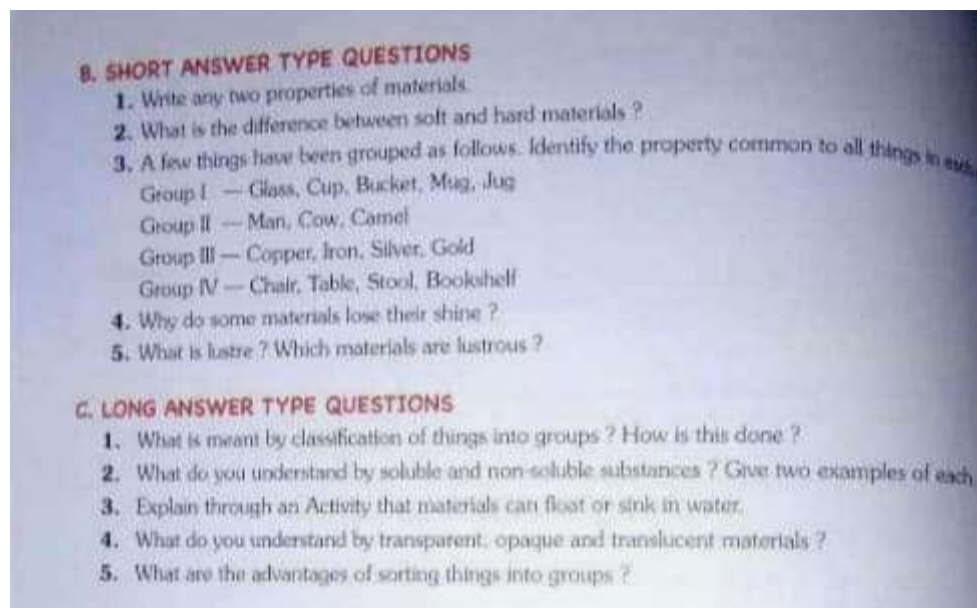 B. SHORT ANSWER TYPE QUESTIONS
1. Write any two properties of materials.
2. What is the difference between soft and hard materials ?
3. A few things have been grouped as follows. Identify the property common to all things in each
Group I — Glass, Cup, Bucket, Mug, Jug
Group II — Man, Cow, Camel
Group III — Copper, Iron, Silver, Gold
Group IV — Chair, Table, Stool, Bookshelf
4. Why do some materials lose their shine ?
5. What is lustre ? Which materials are lustrous ?
C. LONG ANSWER TYPE QUESTIONS
1. What is meant by classification of things into groups ? How is this done ?
2. What do you understand by soluble and non-soluble substances ? Give two examples of each
3. Explain through an Activity that materials can float or sink in water.
4. What do you understand by transparent, opaque and translucent materials ?
5. What are the advantages of sorting things into groups ?